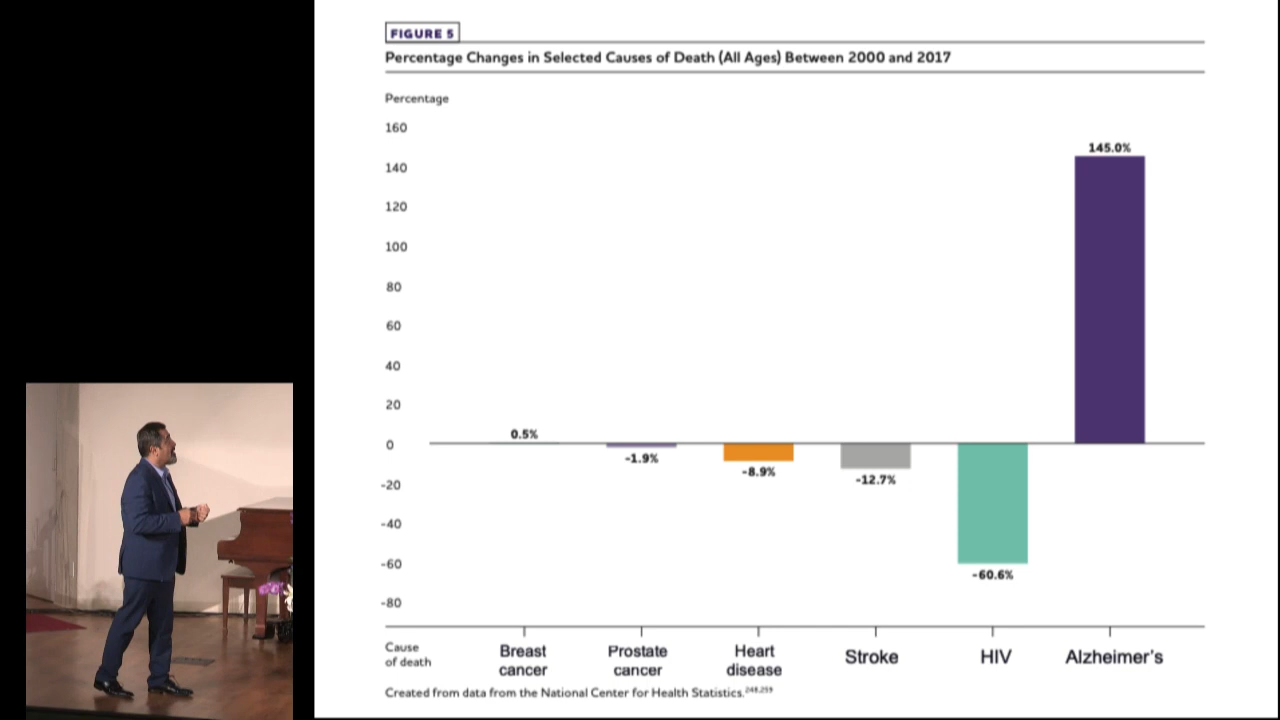 FIGURE 5
Percentage Changes in Selected Causes of Death (All Ages) Between 2000 and 2017
Percentage
160
140
120
100
80
60
40
20
0
-20
-40
-60
-80
0.5%
-1.9%
-8.9%
-12.7%
-60.6%
145.0%
Cause
of death
Breast
cancer
Prostate
cancer
Heart
disease
Stroke
HIV
Alzheimer's
Created from data from the National Center for Health Statistics.248,259